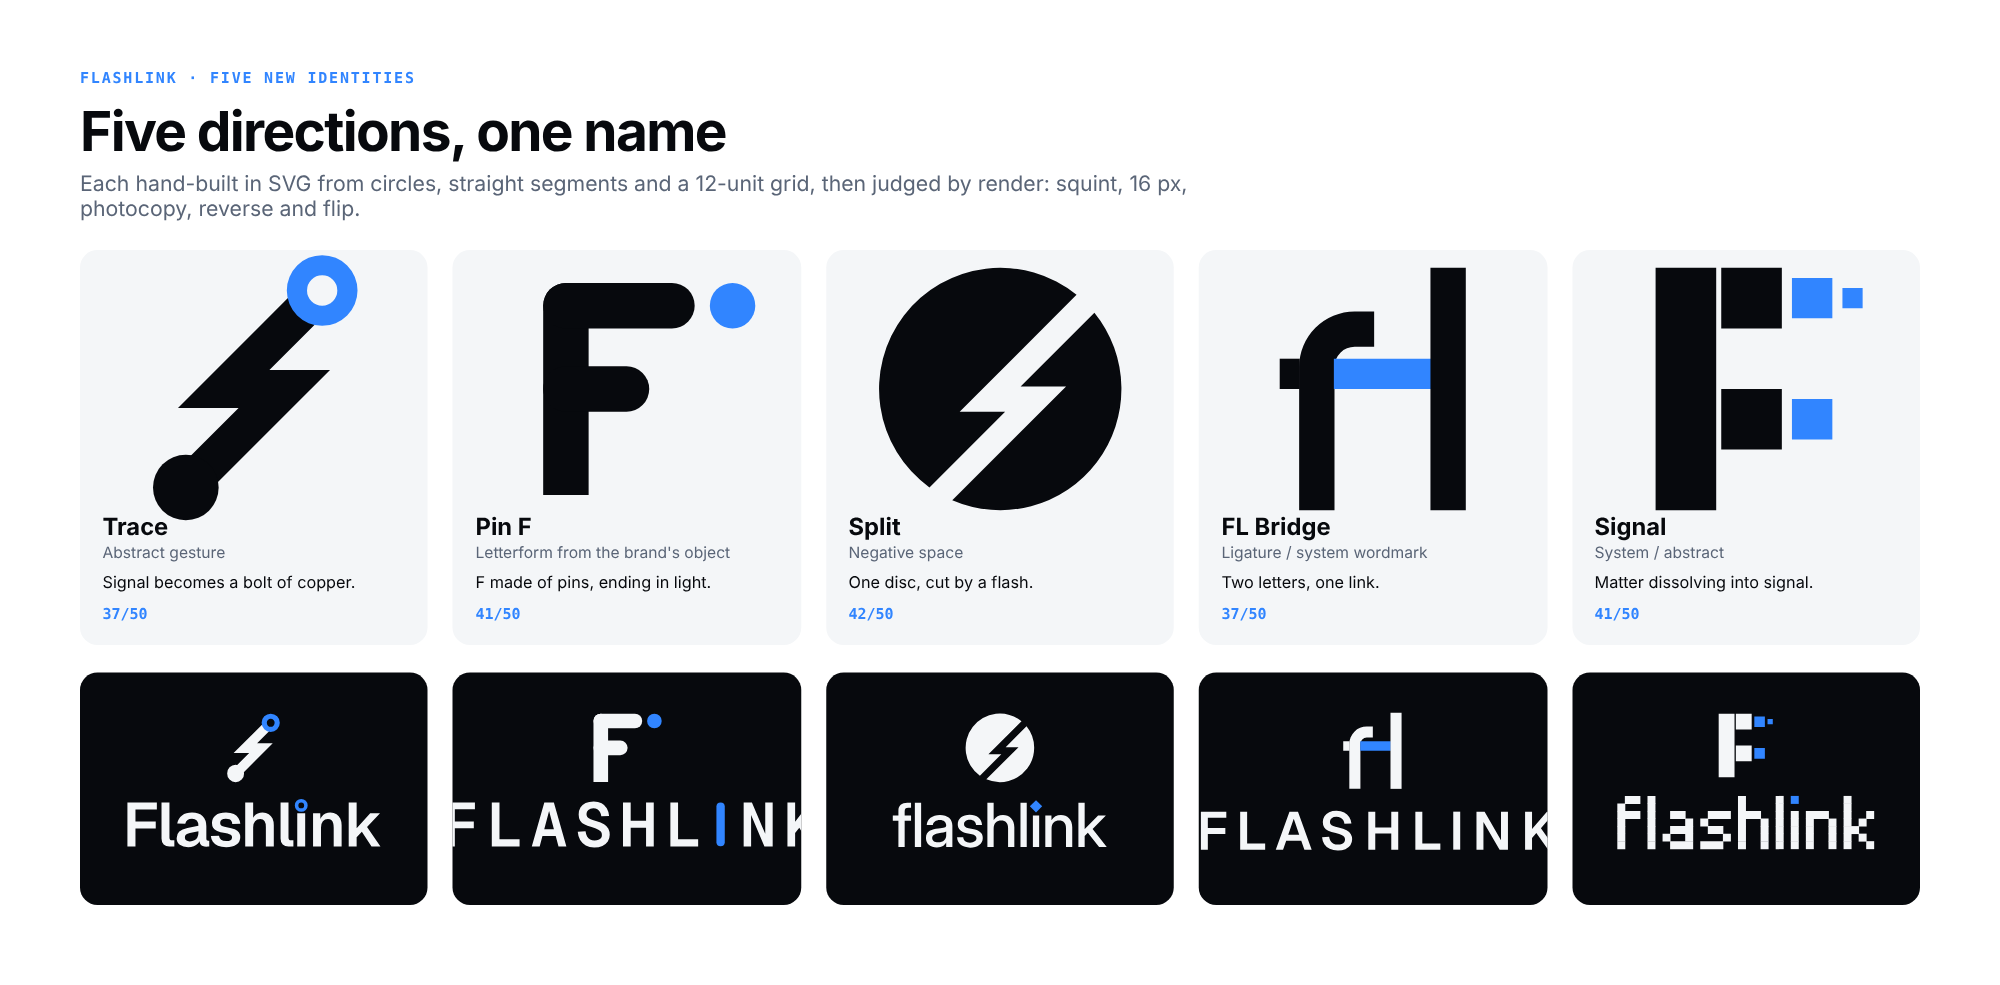 FLASHLINK · FIVE NEW IDENTITIES
Five directions, one name
Each hand-built in SVG from circles, straight segments and a 12-unit grid, then judged by render: squint, 16 px,
photocopy, reverse and flip.
Trace
Abstract gesture
Signal becomes a bolt of copper.
37/50
Pin F
Letterform from the brand's object
F made of pins, ending in light.
41/50
Split
Negative space
One disc, cut by a flash.
42/50
FL Bridge
Ligature / system wordmark
Two letters, one link.
37/50
Signal
System / abstract
Matter dissolving into signal.
41/50
Flashlink
FLASHLINK
flashlink
FLASHLINK
flashlink